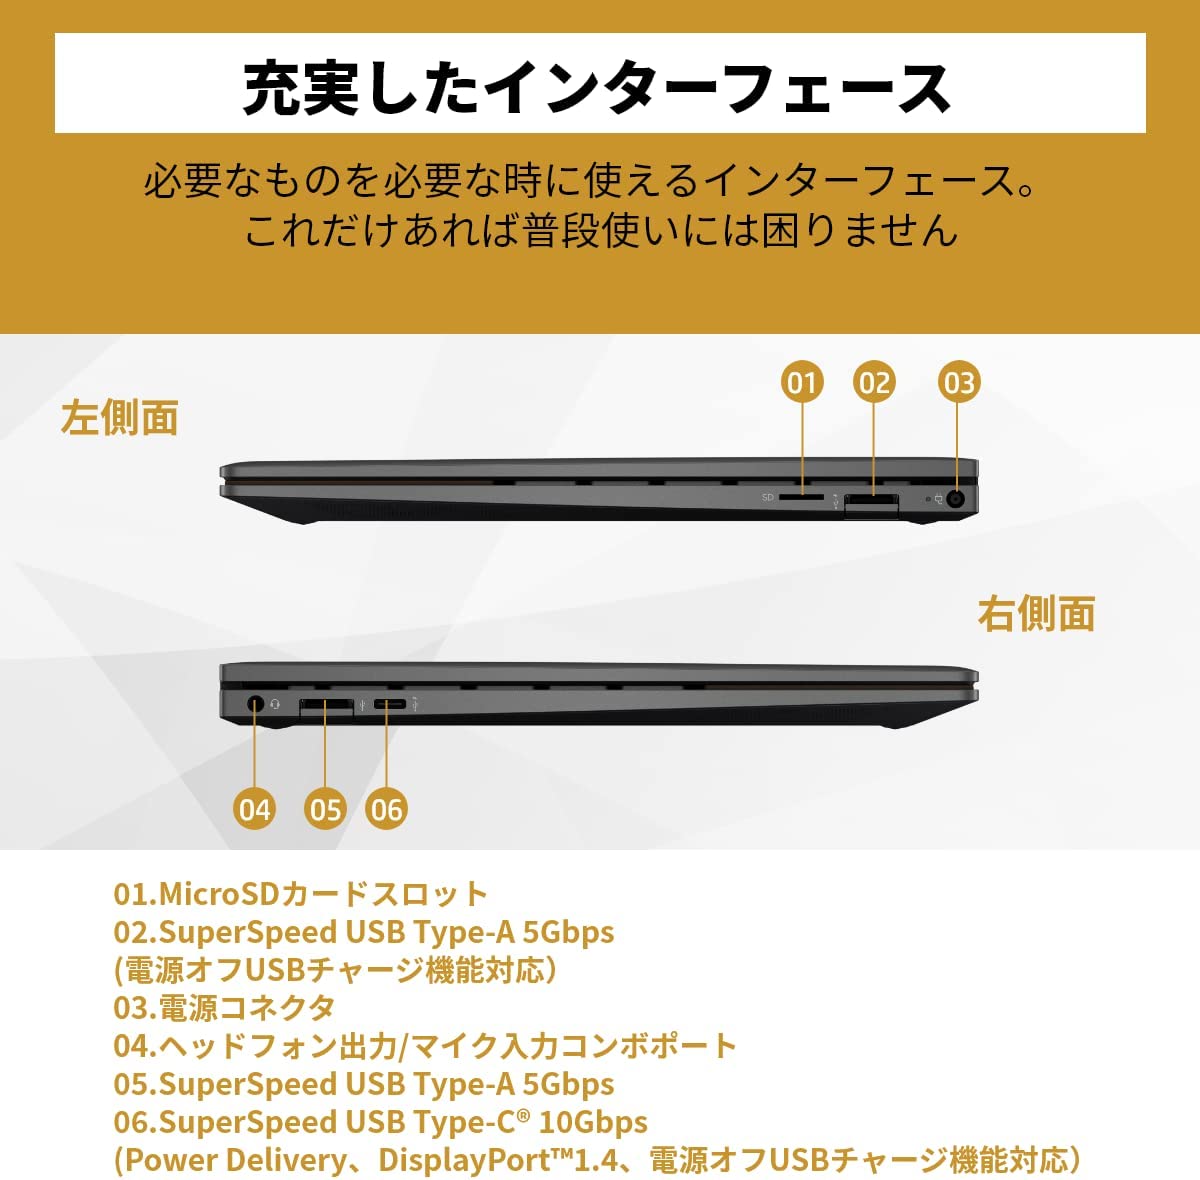 充実したインターフェース
必要なものを必要な時に使えるインターフェース。
これだけあれば普段使いには困りません
01 02 03
左側面
SD
右側面
04 05 06
01.MicroSDカードスロット
02.SuperSpeed USB Type-A 5Gbps
(電源オフUSBチャージ機能対応）
03.電源コネクタ
04.ヘッドフォン出力/マイク入力コンボポート
05.SuperSpeed USB Type-A 5Gbps
06.SuperSpeed USB Type-C® 10Gbps
(Power Delivery、DisplayPort™1.4、電源オフUSBチャージ機能対応）